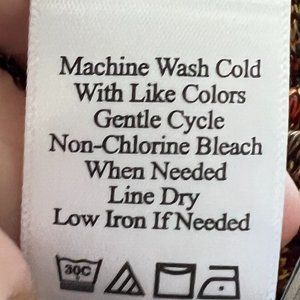 Machine Wash Cold
With Like Colors
Gentle Cycle
Non-Chlorine Bleach
When Needed
Line Dry
Low Iron If Needed
30C